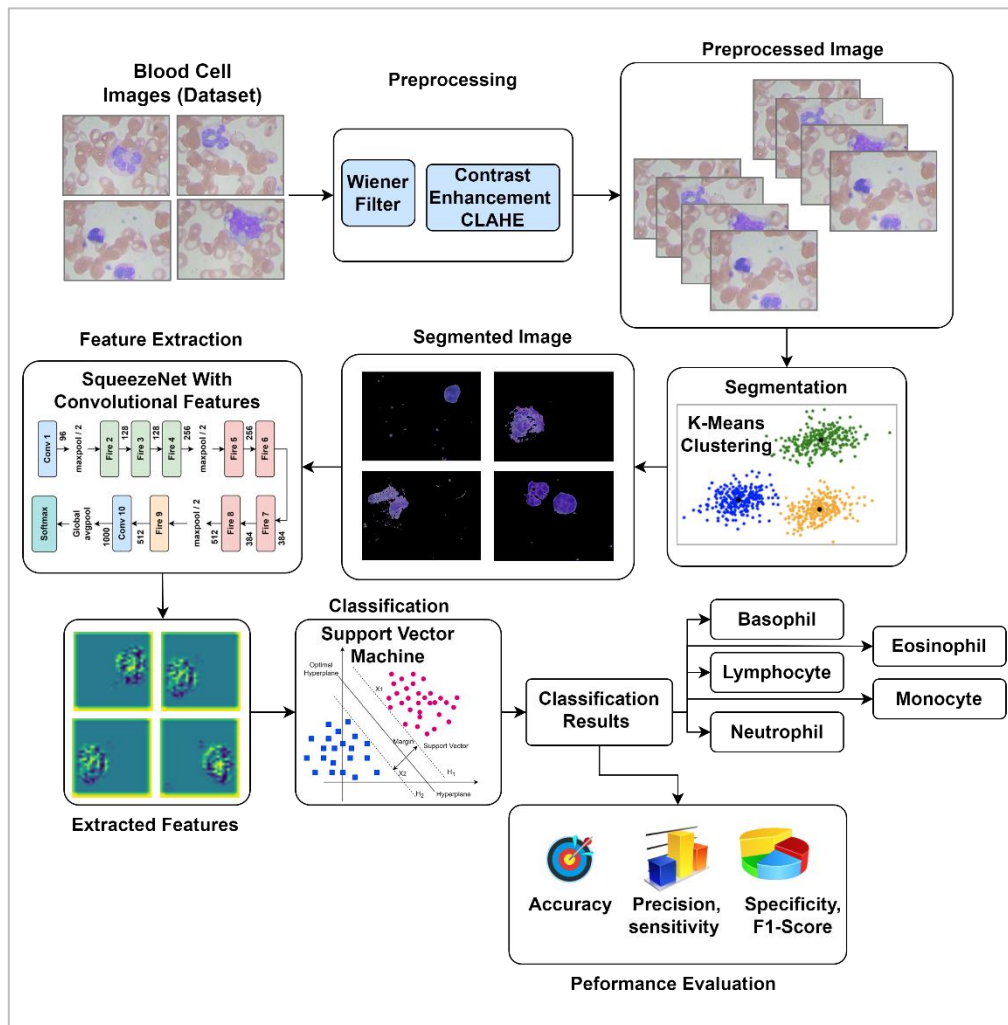 Blood Cell
Images (Dataset)
Preprocessing
Wiener
Filter
Contrast
Enhancement
CLAHE
Preprocessed Image
Segmentation
K-Means
Clustering
Segmented Image
Feature Extraction
SqueezeNet With
Convolutional Features
Conv 1
96
maxpool / 2
Fire 2
128
Fire 3
128
Fire 4
256
maxpool / 2
Fire 5
256
Fire 6
Fire 7
384
384
Fire 8
512
maxpool / 2
Fire 9
512
Conv 10
1000
Global
avgpool
Softmax
Extracted Features
Classification
Support Vector
Machine
Optimal
Hyperplane
X1
Margin
Support Vector
X2
H1
H2
Hyperplane
Classification
Results
Basophil
Eosinophil
Lymphocyte
Monocyte
Neutrophil
Accuracy
Precision,
sensitivity
Specificity,
F1-Score
Peformance Evaluation